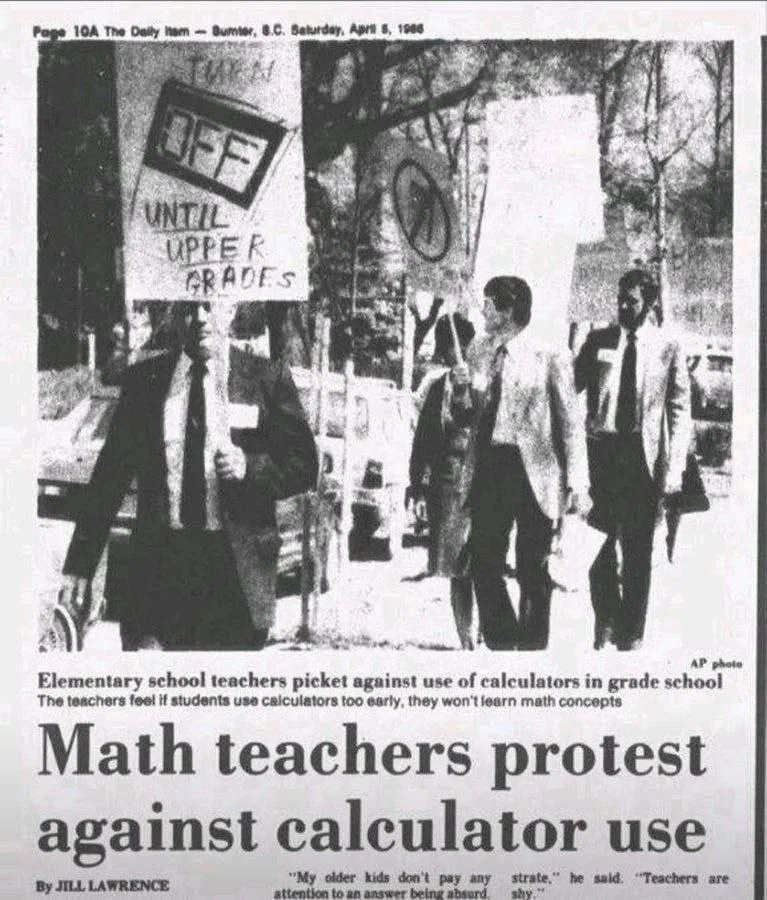 Page 10A The Daily Item — Sumter, S.C. Saturday, April 5, 1986
TURN
OFF
UNTIL
UPPER
GRADES
AP photo
Elementary school teachers picket against use of calculators in grade school
The teachers feel if students use calculators too early, they won't learn math concepts
Math teachers protest
against calculator use
By JILL LAWRENCE
"My older kids don't pay any
attention to an answer being absurd.
strate," he said. "Teachers are
shy."